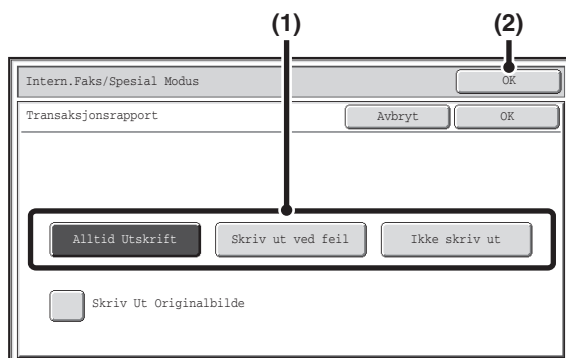 (1) (2)
Intern.Faks/Spesial Modus OK
Transaksjonsrapport Avbryt OK
Alltid Utskrift Skriv ut ved feil Ikke skriv ut
Skriv Ut Originalbilde